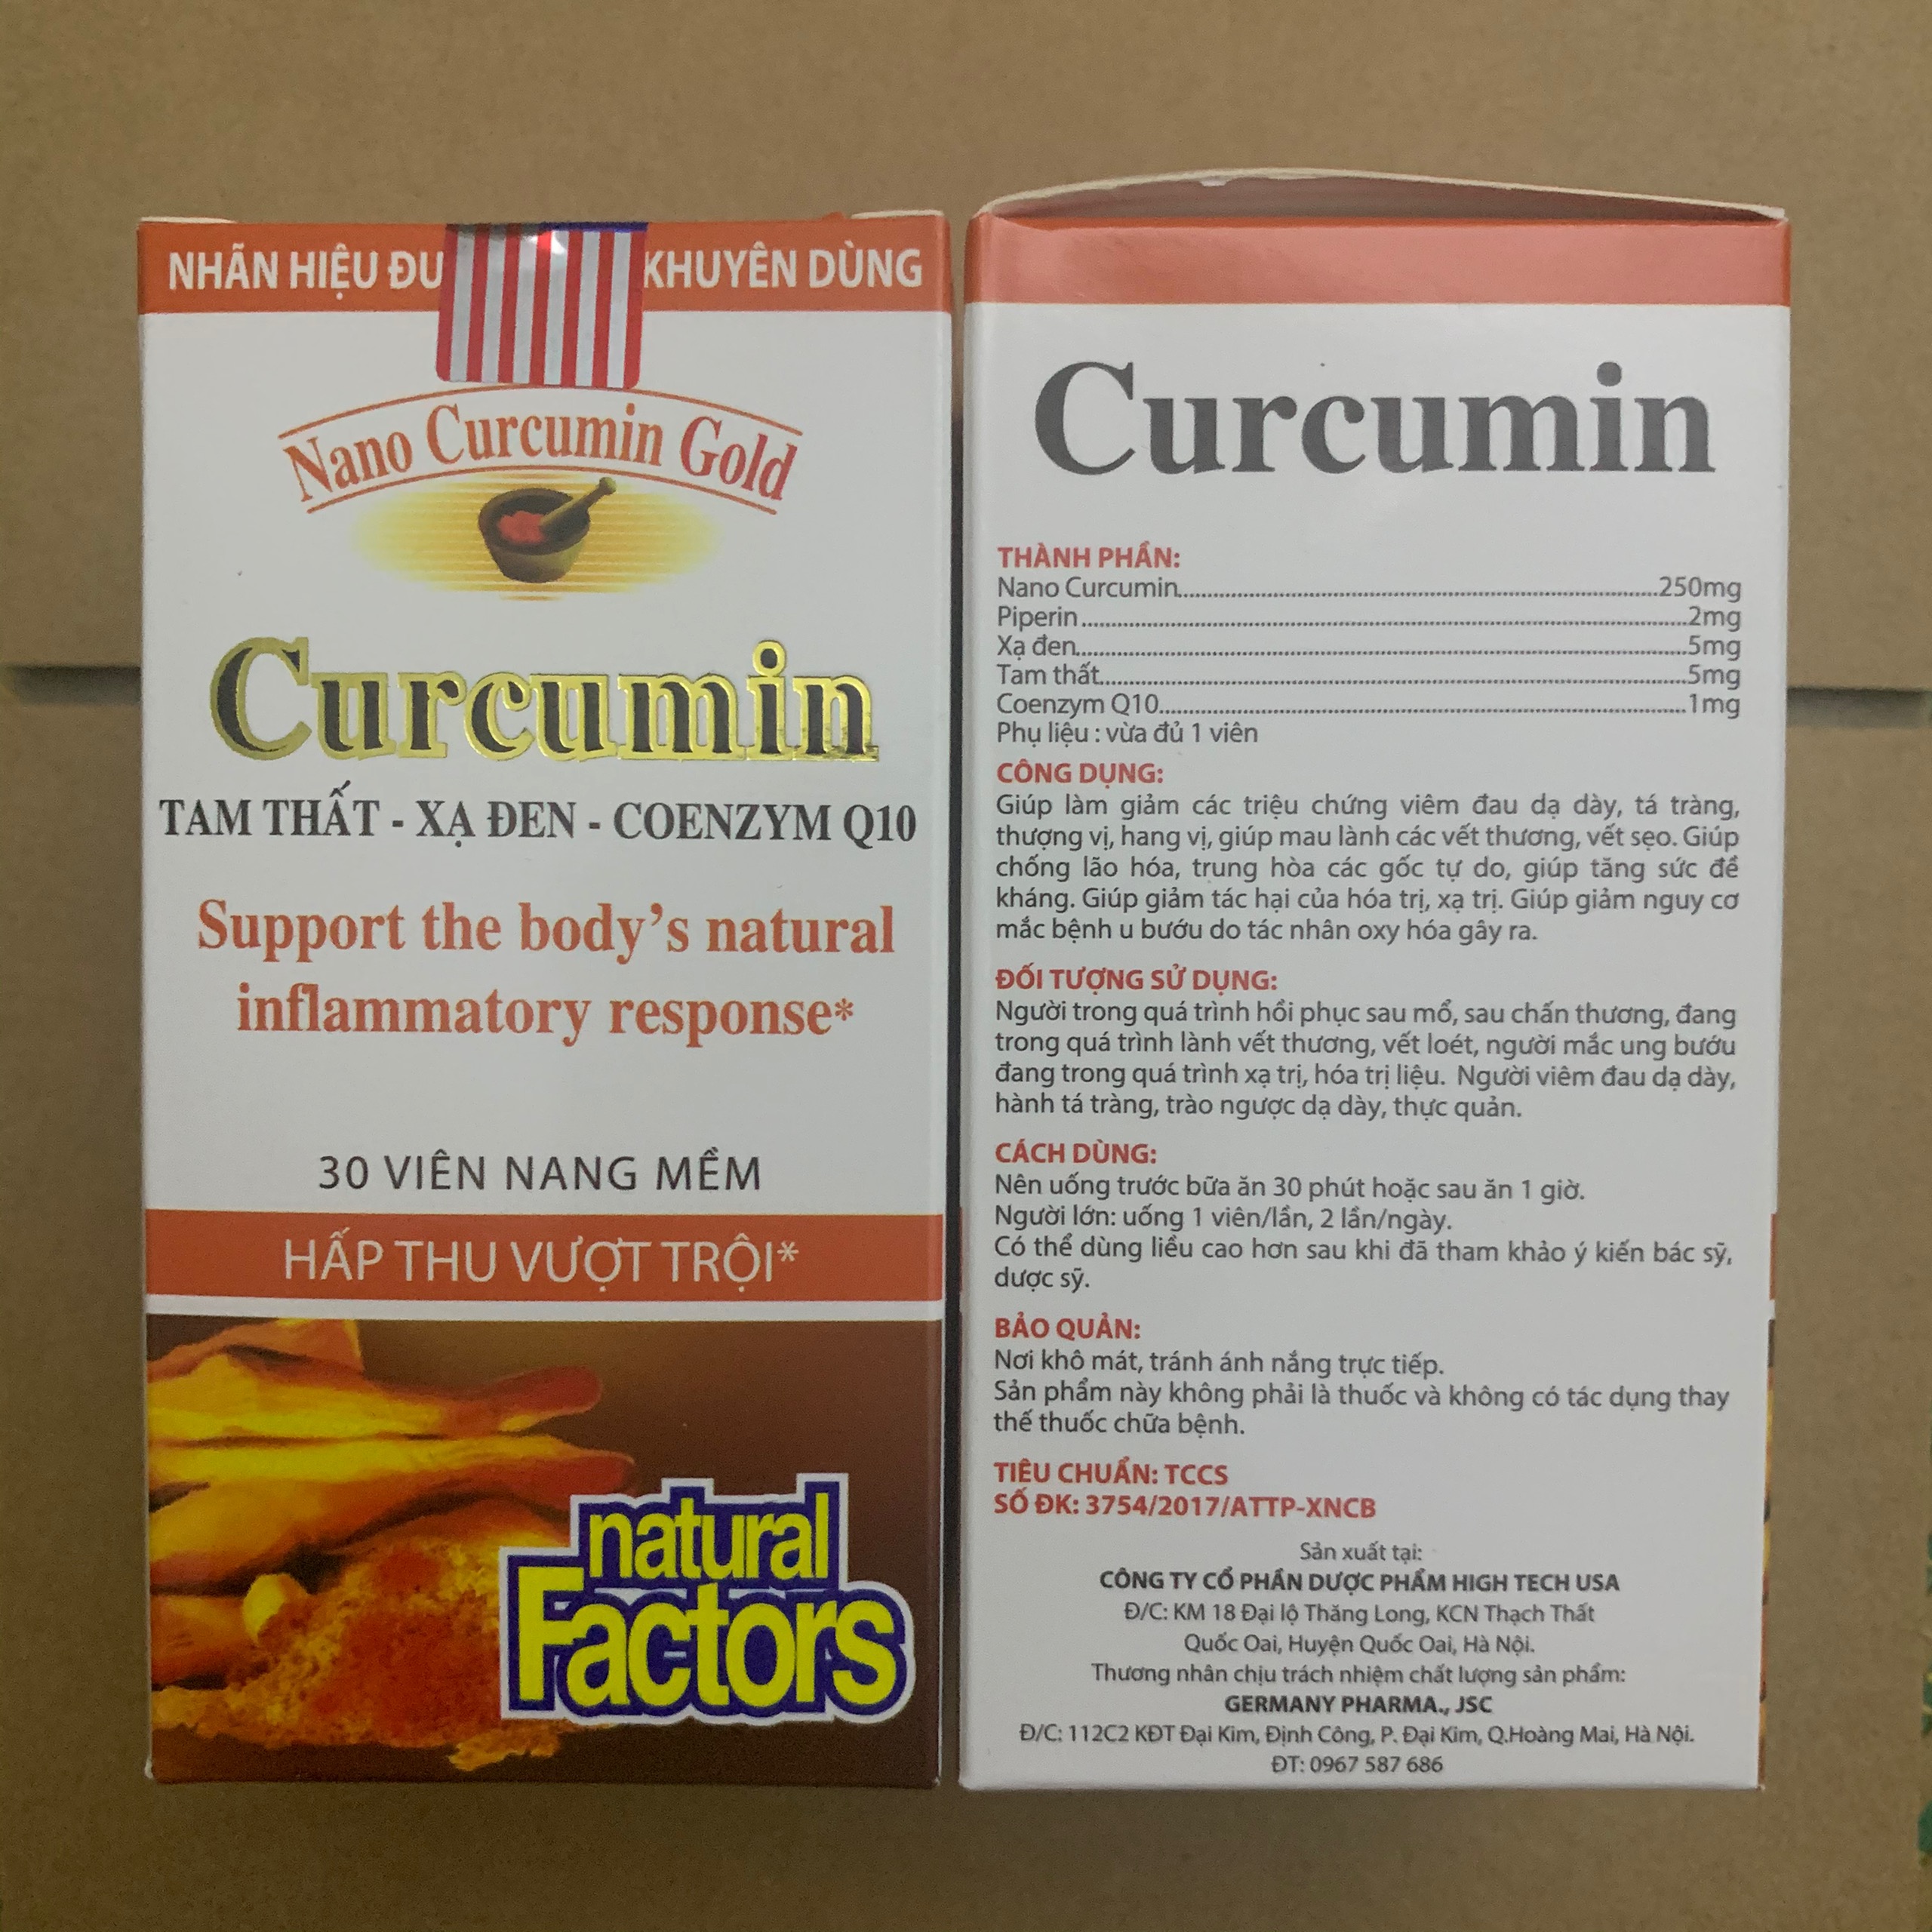 NHÃN HIỆU ĐƯ KHUYÊN DÙNG
Nano Curcumin Gold
Curcumin
TAM THẤT - XẠ ĐEN - COENZYM Q10
Support the body's natural
inflammatory response*
30 VIÊN NANG MỀM
HẤP THU VƯỢT TRỘI*
natural
Factors
Curcumin
THÀNH PHẦN:
Nano Curcumin.....250mg
Piperin.....2mg
Xạ đen.....5mg
Tam thất.....5mg
Coenzym Q10.....1mg
Phụ liệu : vừa đủ 1 viên
CÔNG DỤNG:
Giúp làm giảm các triệu chứng viêm đau dạ dày, tá tràng,
thượng vị, hang vị, giúp mau lành các vết thương, vết sẹo. Giúp
chống lão hóa, trung hòa các gốc tự do, giúp tăng sức đề
kháng. Giúp giảm tác hại của hóa trị, xạ trị. Giúp giảm nguy cơ
mắc bệnh u bướu do tác nhân oxy hóa gây ra.
ĐỐI TƯỢNG SỬ DỤNG:
Người trong quá trình hồi phục sau mổ, sau chấn thương, đang
trong quá trình lành vết thương, vết loét, người mắc ung bướu
đang trong quá trình xạ trị, hóa trị liệu. Người viêm đau dạ dày,
hành tá tràng, trào ngược dạ dày, thực quản.
CÁCH DÙNG:
Nên uống trước bữa ăn 30 phút hoặc sau ăn 1 giờ.
Người lớn: uống 1 viên/lần, 2 lần/ngày.
Có thể dùng liều cao hơn sau khi đã tham khảo ý kiến bác sỹ,
dược sỹ.
BẢO QUẢN:
Nơi khô mát, tránh ánh nắng trực tiếp.
Sản phẩm này không phải là thuốc và không có tác dụng thay
thế thuốc chữa bệnh.
TIÊU CHUẨN: TCCS
SỐ ĐK: 3754/2017/ATTP-XNCB
Sản xuất tại:
CÔNG TY CỔ PHẦN DƯỢC PHẨM HIGH TECH USA
Đ/C: KM 18 Đại lộ Thăng Long, KCN Thạch Thất
Quốc Oai, Huyện Quốc Oai, Hà Nội.
Thương nhân chịu trách nhiệm chất lượng sản phẩm:
GERMANY PHARMA., JSC
Đ/C: 112C2 KĐT Đại Kim, Định Công, P. Đại Kim, Q.Hoàng Mai, Hà Nội.
ĐT: 0967 587 686